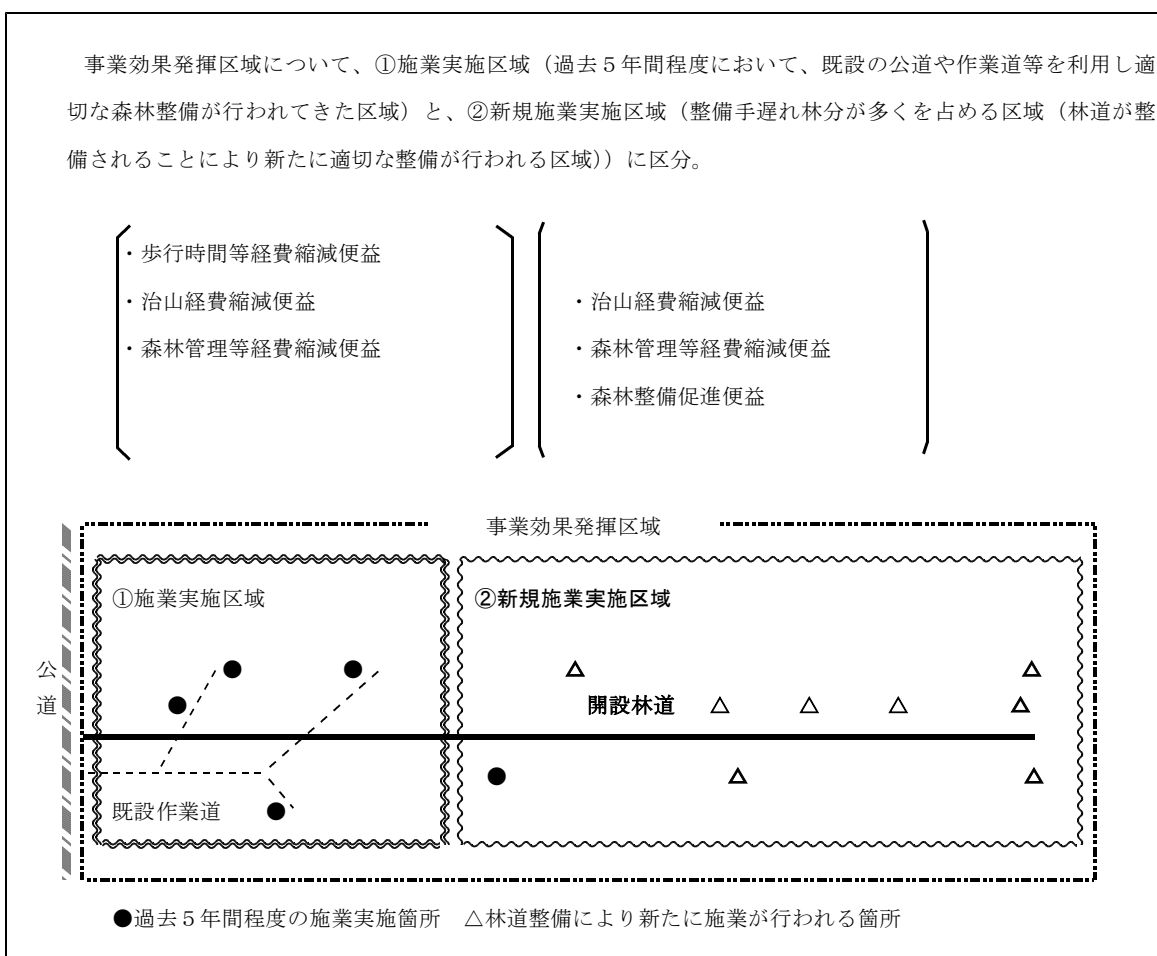 事業効果発揮区域について、①施業実施区域（過去５年間程度において、既設の公道や作業道等を利用し適
切な森林整備が行われてきた区域）と、②新規施業実施区域（整備手遅れ林分が多くを占める区域（林道が整
備されることにより新たに適切な整備が行われる区域））に区分。
・歩行時間等経費縮減便益
・治山経費縮減便益
・森林管理等経費縮減便益
・治山経費縮減便益
・森林管理等経費縮減便益
・森林整備促進便益
事業効果発揮区域
①施業実施区域
②新規施業実施区域
公道
開設林道
既設作業道
●過去５年間程度の施業実施箇所　△林道整備により新たに施業が行われる箇所